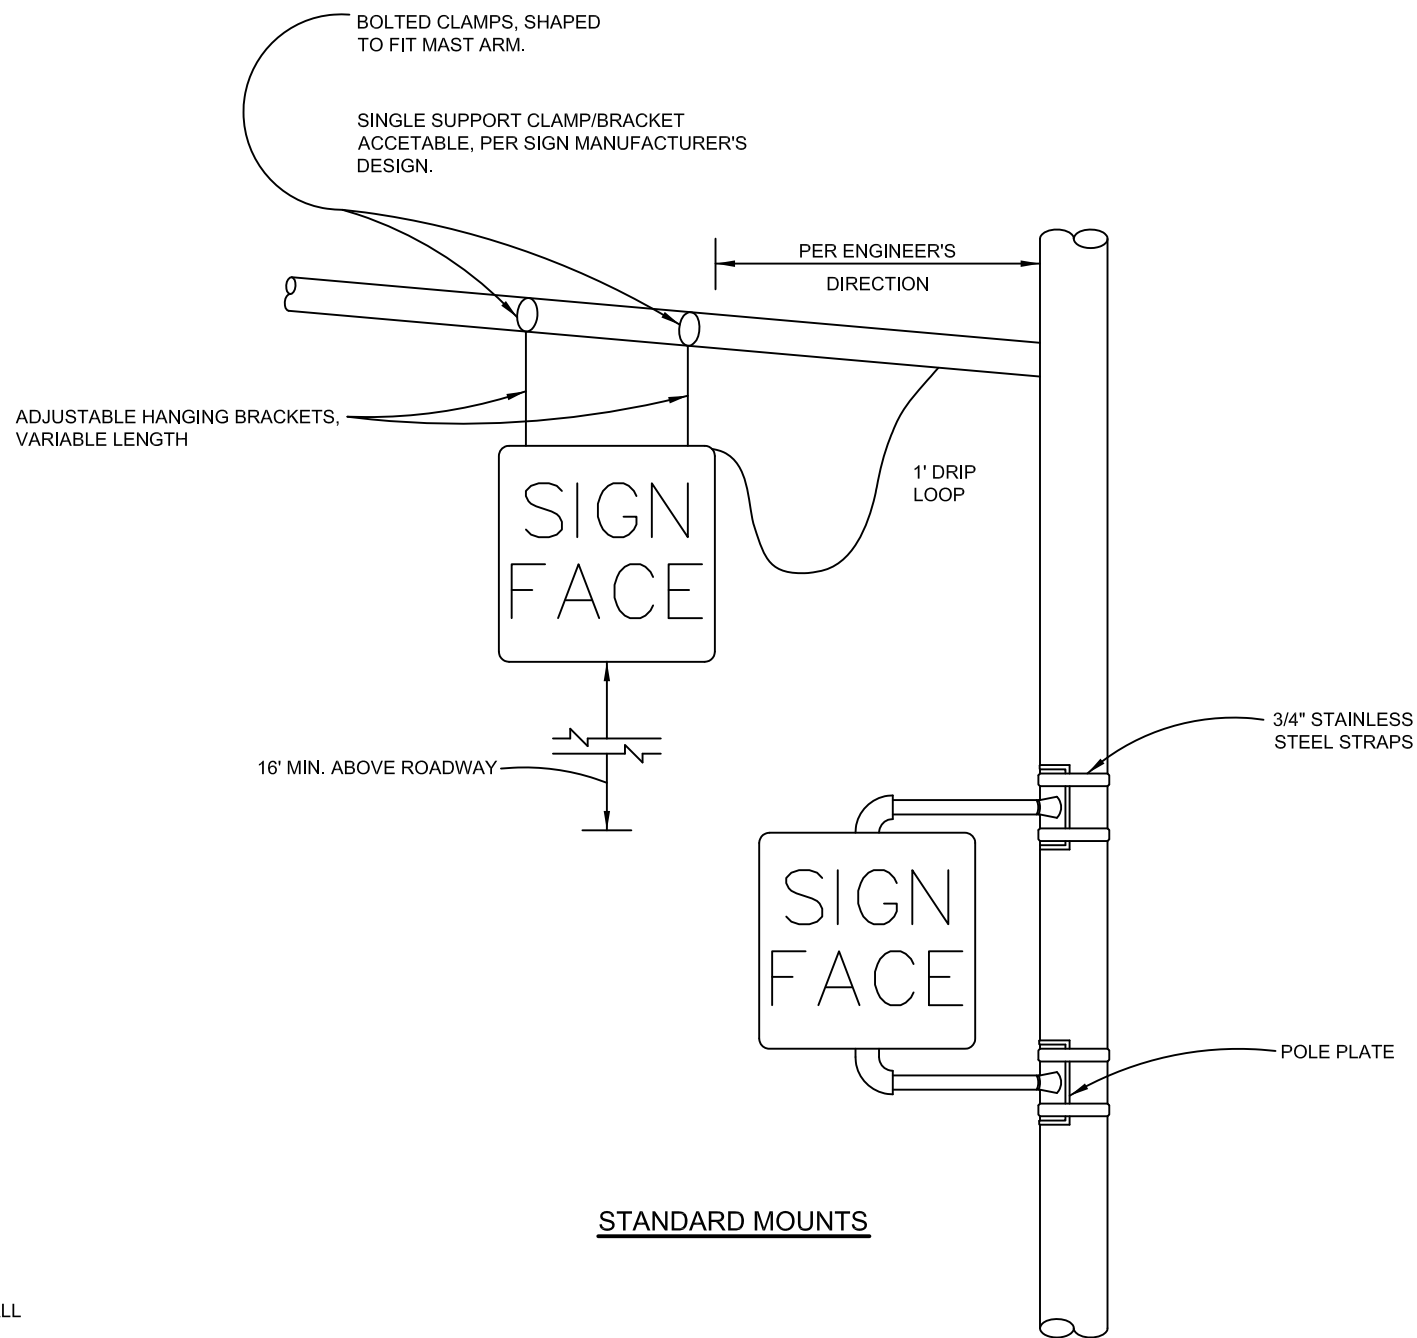 BOLTED CLAMPS, SHAPED
TO FIT MAST ARM.
SINGLE SUPPORT CLAMP/BRACKET
ACCETABLE, PER SIGN MANUFACTURER'S
DESIGN.
PER ENGINEER'S
DIRECTION
ADJUSTABLE HANGING BRACKETS,
VARIABLE LENGTH
SIGN
FACE
1' DRIP
LOOP
16' MIN. ABOVE ROADWAY
3/4" STAINLESS
STEEL STRAPS
SIGN
FACE
POLE PLATE
STANDARD MOUNTS